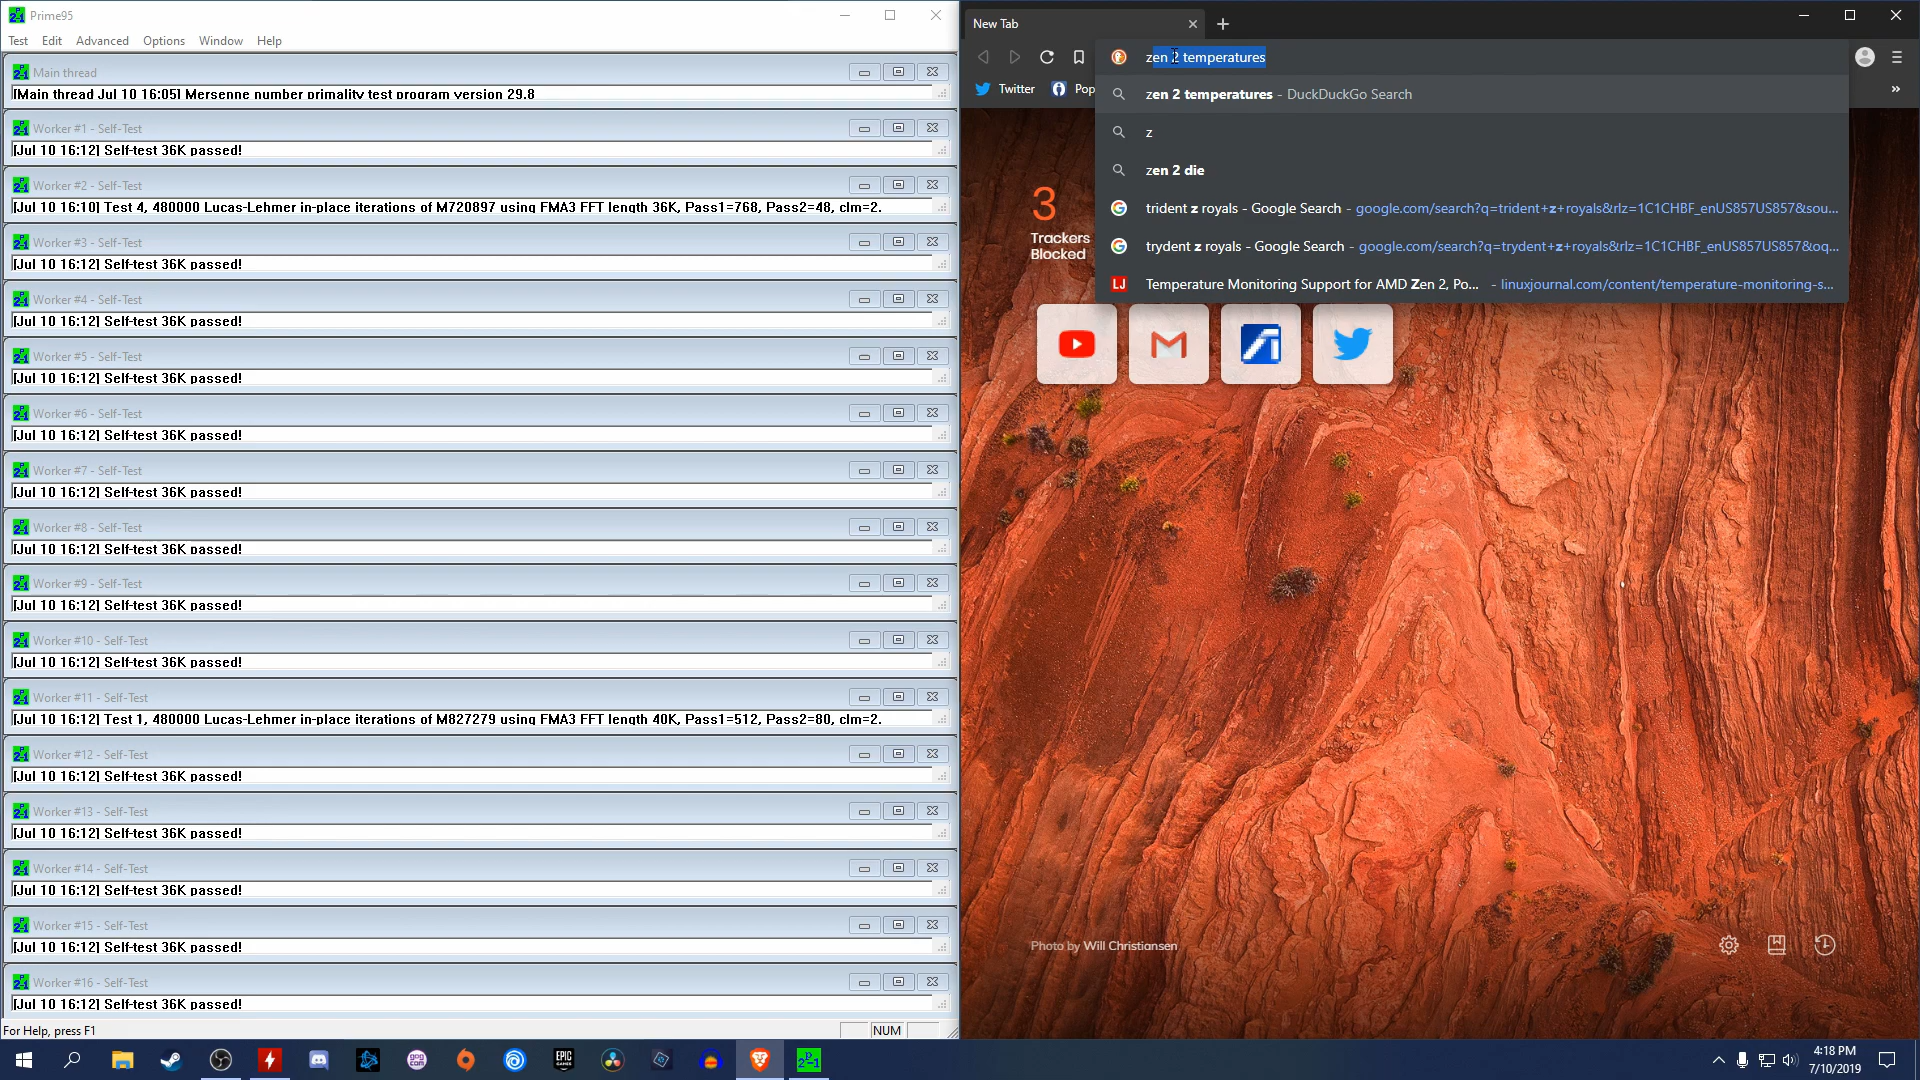 Prime95
Test Edit Advanced Options Window Help
Main thread
[Main thread Jul 10 16:05] Mersenne number primality test program version 29.8
Worker #1 - Self-Test
[Jul 10 16:12] Self-test 36K passed!
Worker #2 - Self-Test
[Jul 10 16:10] Test 4, 480000 Lucas-Lehmer in-place iterations of M720897 using FMA3 FFT length 36K, Pass1=768, Pass2=48, clm=2.
Worker #3 - Self-Test
[Jul 10 16:12] Self-test 36K passed!
Worker #4 - Self-Test
[Jul 10 16:12] Self-test 36K passed!
Worker #5 - Self-Test
[Jul 10 16:12] Self-test 36K passed!
Worker #6 - Self-Test
[Jul 10 16:12] Self-test 36K passed!
Worker #7 - Self-Test
[Jul 10 16:12] Self-test 36K passed!
Worker #8 - Self-Test
[Jul 10 16:12] Self-test 36K passed!
Worker #9 - Self-Test
[Jul 10 16:12] Self-test 36K passed!
Worker #10 - Self-Test
[Jul 10 16:12] Self-test 36K passed!
Worker #11 - Self-Test
[Jul 10 16:12] Test 1, 480000 Lucas-Lehmer in-place iterations of M827279 using FMA3 FFT length 40K, Pass1=512, Pass2=80, clm=2.
Worker #12 - Self-Test
[Jul 10 16:12] Self-test 36K passed!
Worker #13 - Self-Test
[Jul 10 16:12] Self-test 36K passed!
Worker #14 - Self-Test
[Jul 10 16:12] Self-test 36K passed!
Worker #15 - Self-Test
[Jul 10 16:12] Self-test 36K passed!
Worker #16 - Self-Test
[Jul 10 16:12] Self-test 36K passed!
For Help, press F1
NUM
New Tab
zen 2 temperatures
Twitter Pop
zen 2 temperatures - DuckDuckGo Search
z
zen 2 die
trident z royals - Google Search - google.com/search?q=trident+z+royals&rlz=1C1CHBF_enUS857US857&sou...
trydent z royals - Google Search - google.com/search?q=trydent+z+royals&rlz=1C1CHBF_enUS857US857&oq...
LJ Temperature Monitoring Support for AMD Zen 2, Po... - linuxjournal.com/content/temperature-monitoring-s...
3
Trackers
Blocked
Photo by Will Christiansen
GOG COM
EPIC GAMES
4:18 PM
7/10/2019